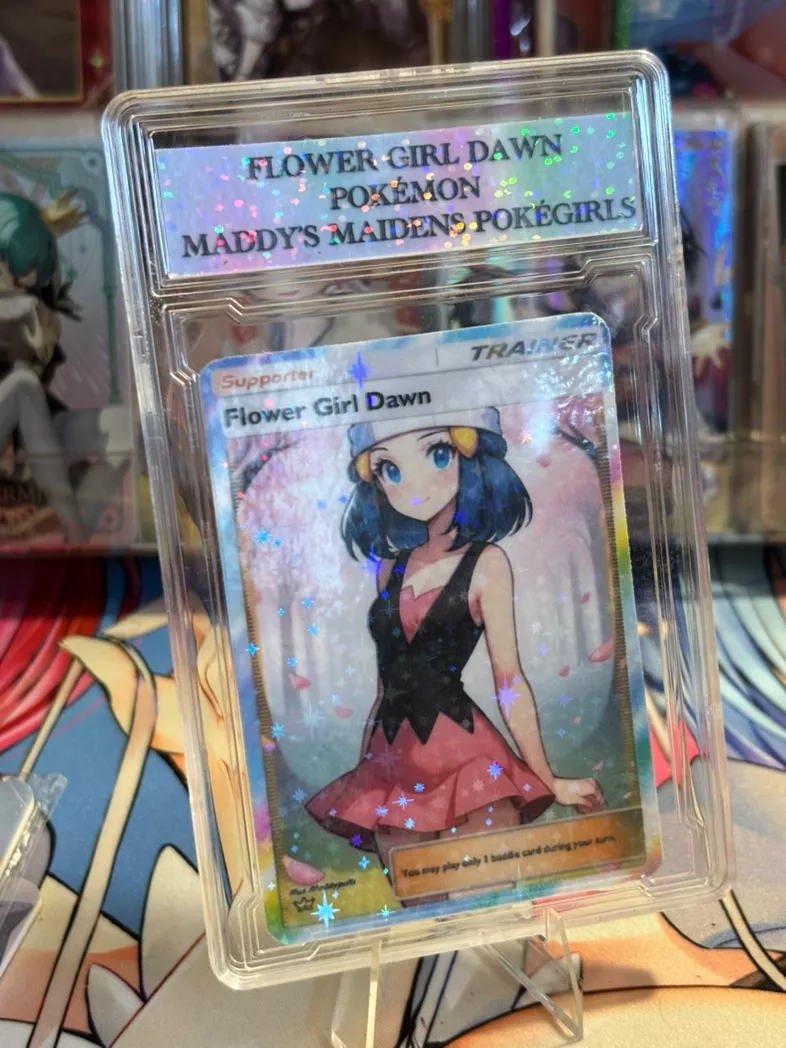 FLOWER GIRL DAWN
POKÉMON
MADDY'S MAIDENS POKÉGIRLS
TRAINER
Supporter
Flower Girl Dawn
You may play only 1 baddie card during your turn.